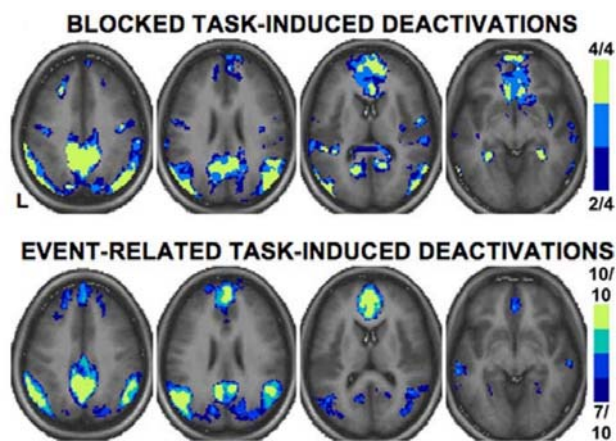 BLOCKED TASK-INDUCED DEACTIVATIONS
4/4
L
2/4
EVENT-RELATED TASK-INDUCED DEACTIVATIONS
10/
10
7/
10